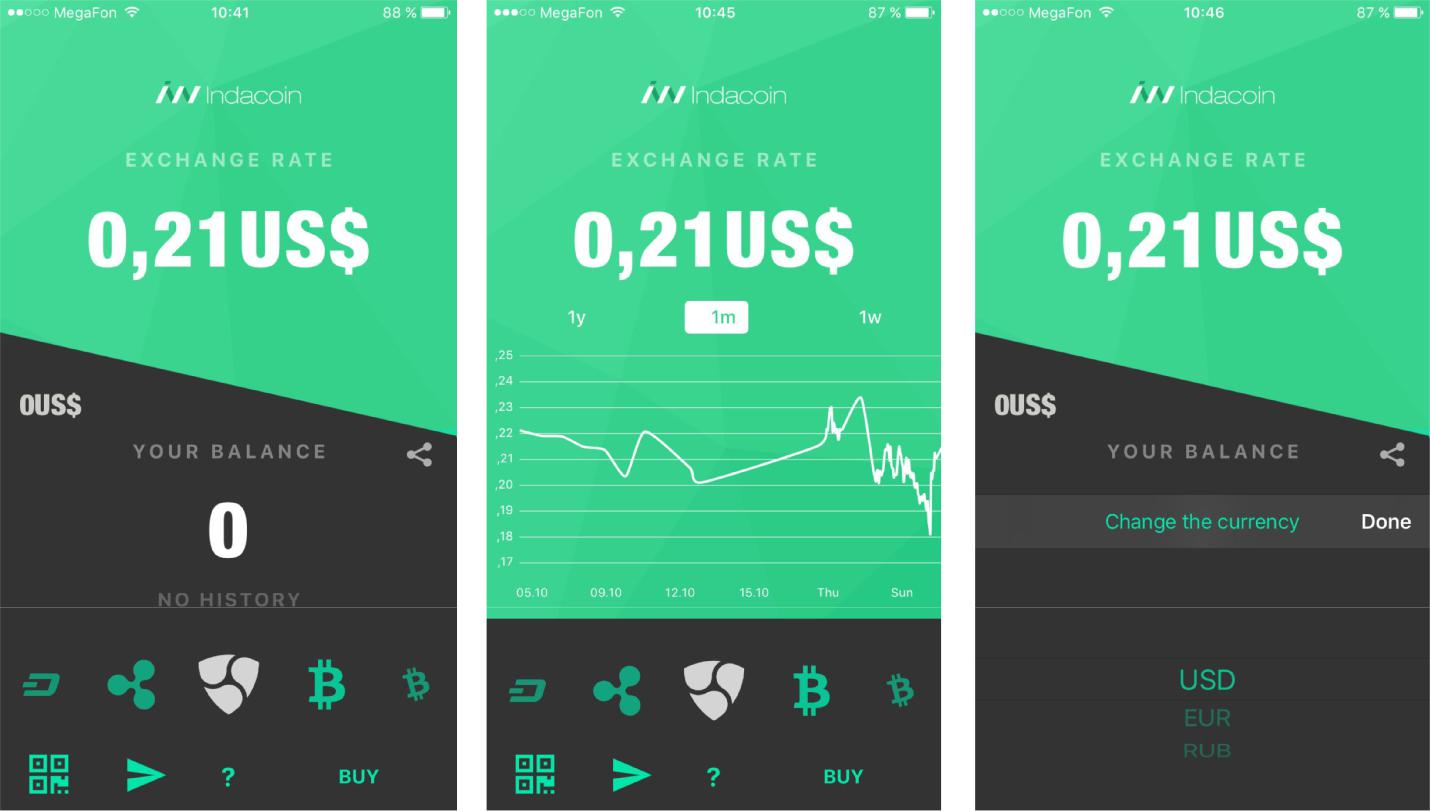 MegaFon 10:41 88 %
Indacoin
EXCHANGE RATE
0,21US$
0US$
YOUR BALANCE
0
NO HISTORY
?
BUY
MegaFon 10:45 87 %
Indacoin
EXCHANGE RATE
0,21US$
1y 1m 1w
,25
,24
,23
,22
,21
,20
,19
,18
,17
05.10 09.10 12.10 15.10 Thu Sun
?
BUY
MegaFon 10:46 87 %
Indacoin
EXCHANGE RATE
0,21US$
0US$
YOUR BALANCE
Change the currency Done
USD
EUR
RUB